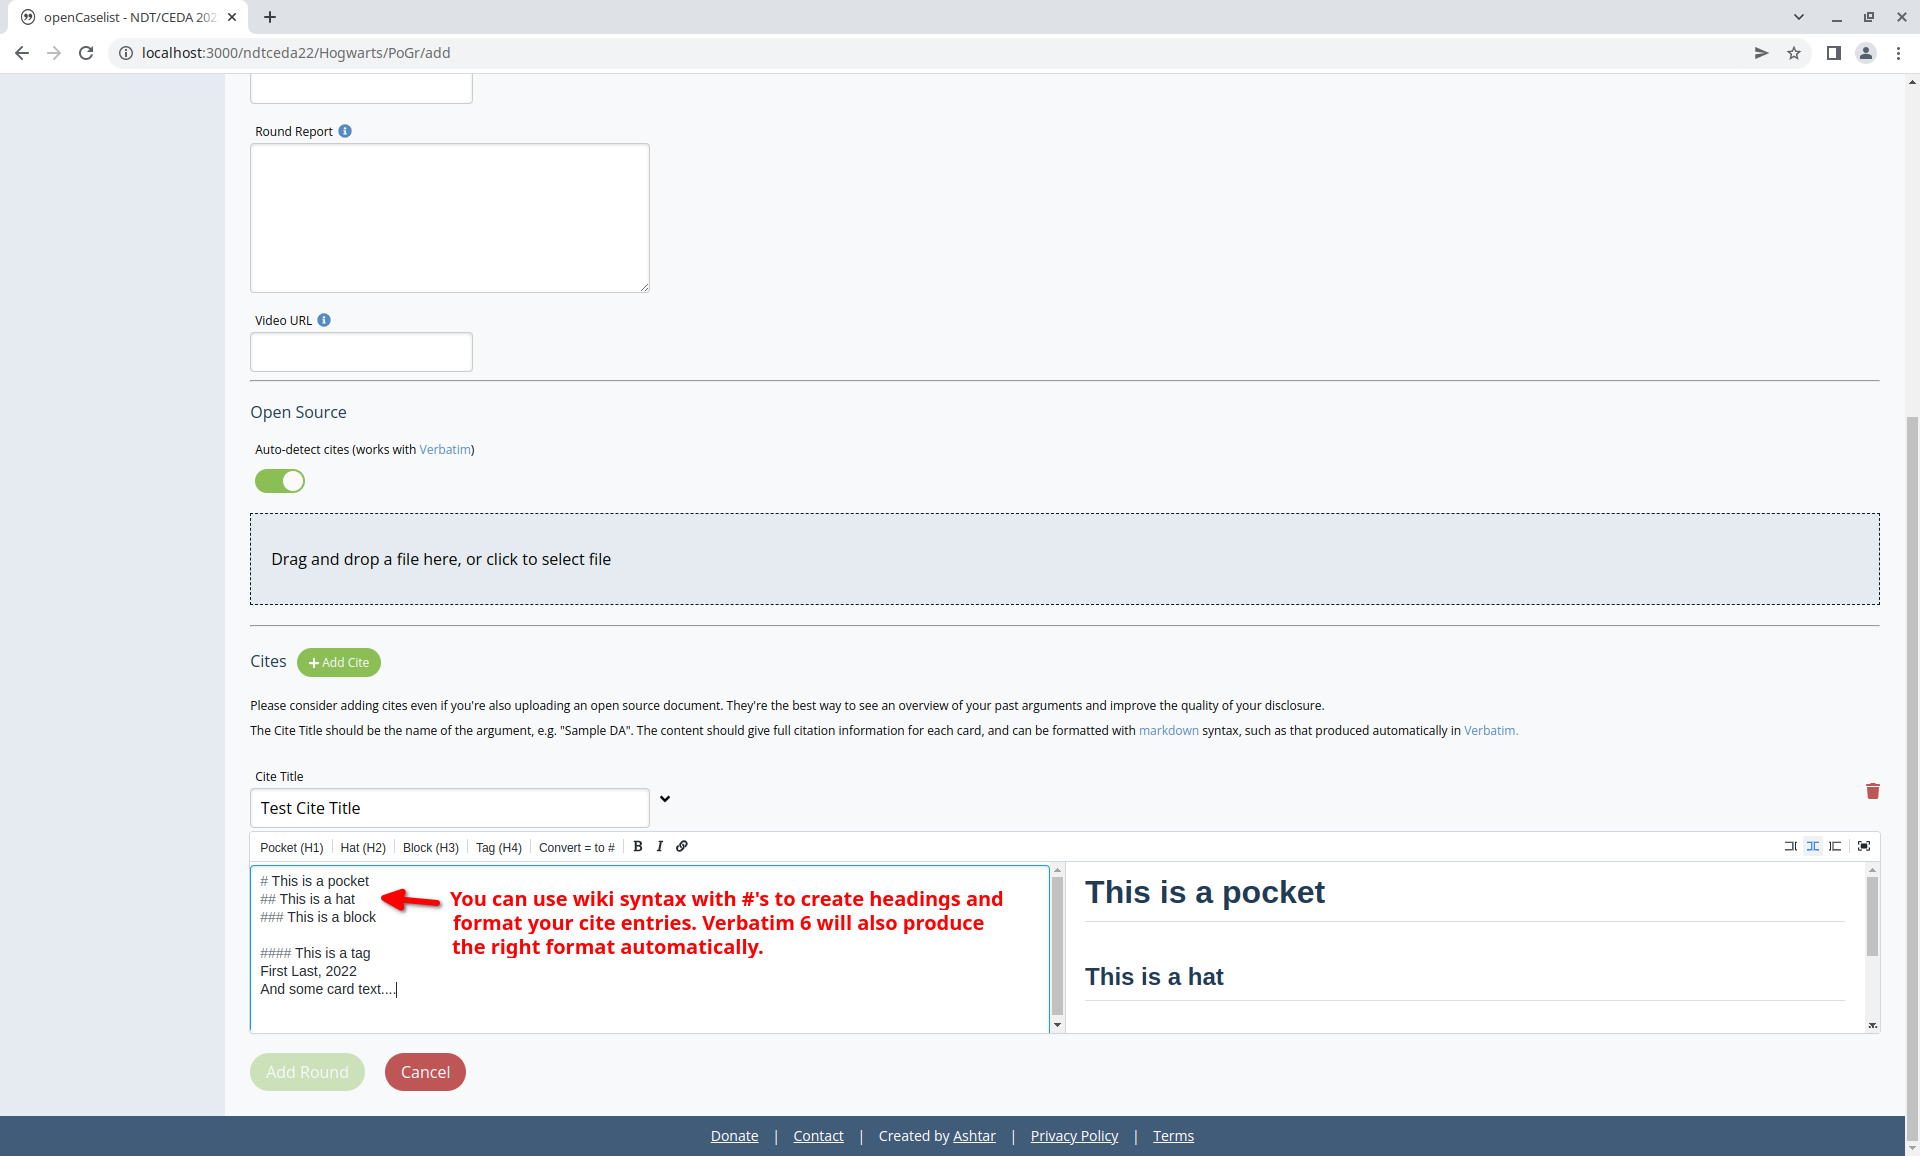 openCaselist - NDT/CEDA 202
localhost:3000/ndtceda22/Hogwarts/PoGr/add
Round Report
Video URL
Open Source
Auto-detect cites (works with Verbatim)
Drag and drop a file here, or click to select file
Cites
+ Add Cite
Please consider adding cites even if you're also uploading an open source document. They're the best way to see an overview of your past arguments and improve the quality of your disclosure.
The Cite Title should be the name of the argument, e.g. "Sample DA". The content should give full citation information for each card, and can be formatted with markdown syntax, such as that produced automatically in Verbatim.
Cite Title
Test Cite Title
Pocket (H1) Hat (H2) Block (H3) Tag (H4) Convert = to # B I
# This is a pocket
## This is a hat
### This is a block
#### This is a tag
First Last, 2022
And some card text....
You can use wiki syntax with #'s to create headings and
format your cite entries. Verbatim 6 will also produce
the right format automatically.
This is a pocket
This is a hat
Add Round Cancel
Donate | Contact | Created by Ashtar | Privacy Policy | Terms